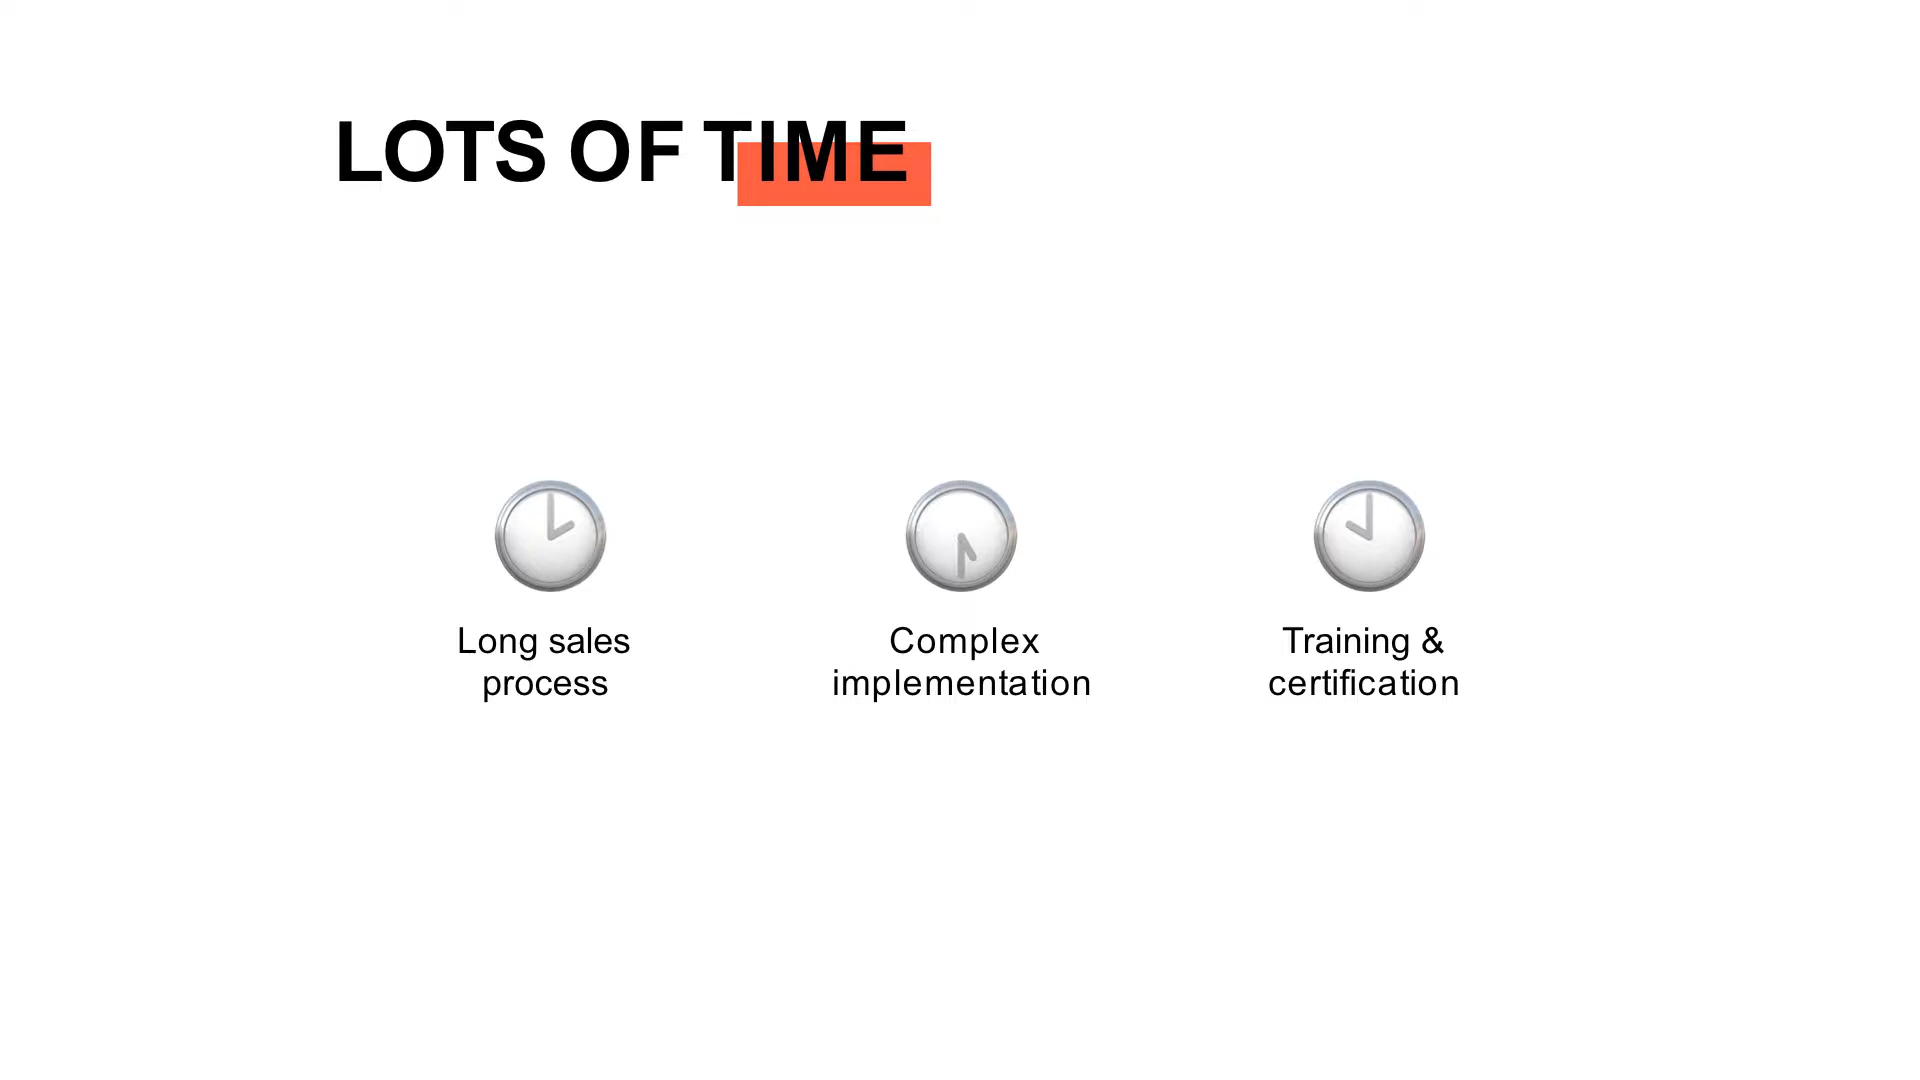 LOTS OF TIME
Long sales
process
Complex
implementation
Training &
certification